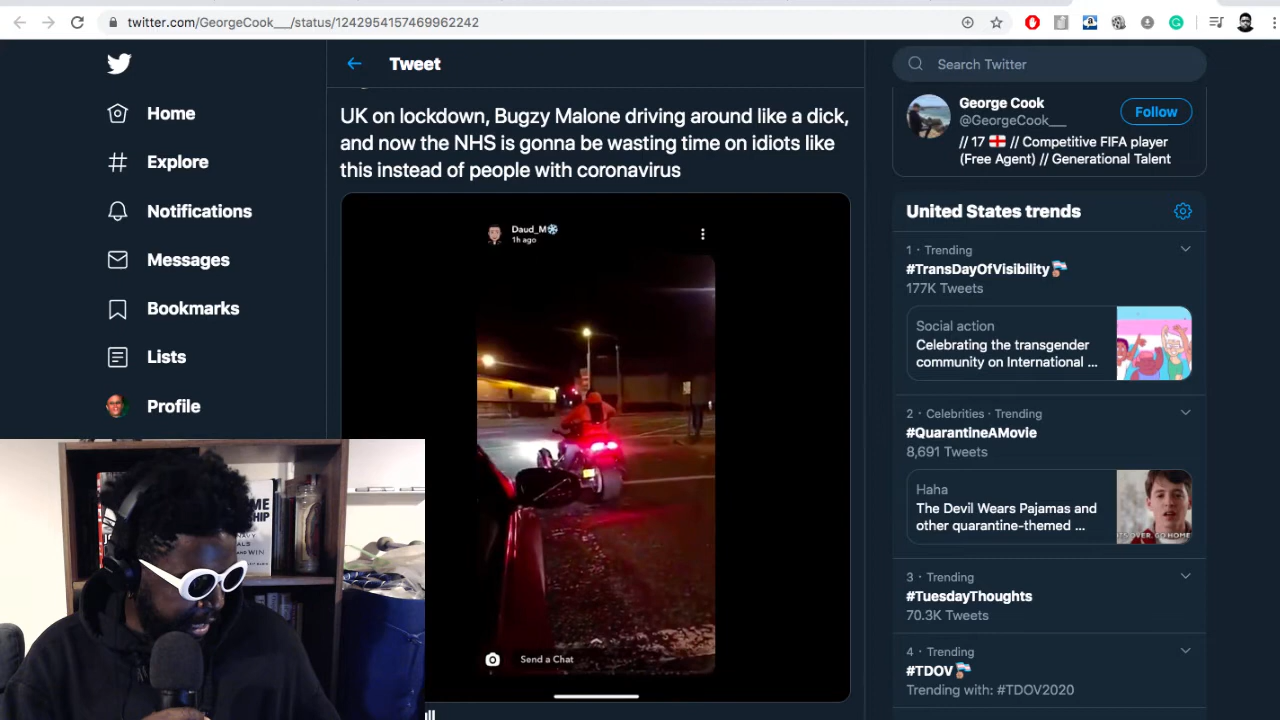 twitter.com/GeorgeCook__/status/1242954157469962242
Home
Explore
Notifications
Messages
Bookmarks
Lists
Profile
Tweet
UK on lockdown, Bugzy Malone driving around like a dick,
and now the NHS is gonna be wasting time on idiots like
this instead of people with coronavirus
Daud_M
1h ago
Send a Chat
Search Twitter
George Cook
@GeorgeCook__
Follow
// 17 🏴󠁧󠁢󠁥󠁮󠁧󠁿 // Competitive FIFA player
(Free Agent) // Generational Talent
United States trends
1 · Trending
#TransDayOfVisibility
177K Tweets
Social action
Celebrating the transgender
community on International ...
2 · Celebrities · Trending
#QuarantineAMovie
8,691 Tweets
Haha
The Devil Wears Pajamas and
other quarantine-themed ...
3 · Trending
#TuesdayThoughts
70.3K Tweets
4 · Trending
#TDOV
Trending with: #TDOV2020